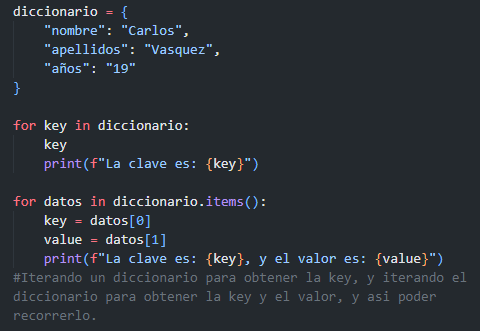 diccionario = {
    "nombre": "Carlos",
    "apellidos": "Vasquez",
    "años": "19"
}

for key in diccionario:
    key
    print(f"La clave es: {key}")

for datos in diccionario.items():
    key = datos[0]
    value = datos[1]
    print(f"La clave es: {key}, y el valor es: {value}")
#Iterando un diccionario para obtener la key, y iterando el
diccionario para obtener la key y el valor, y asi poder
recorrerlo.